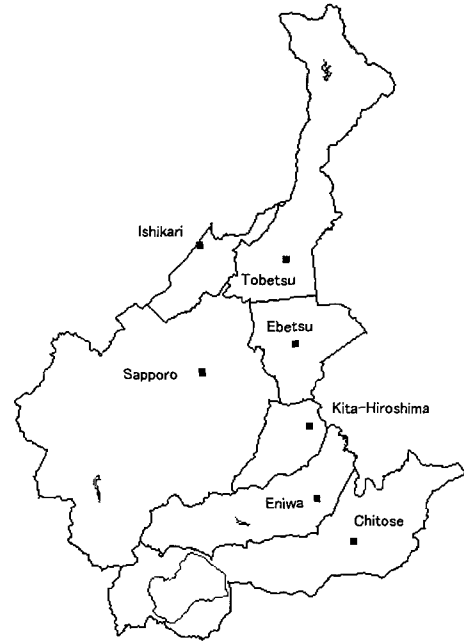 Ishikari
Tobetsu
Ebetsu
Sapporo
Kita-Hiroshima
Eniwa
Chitose